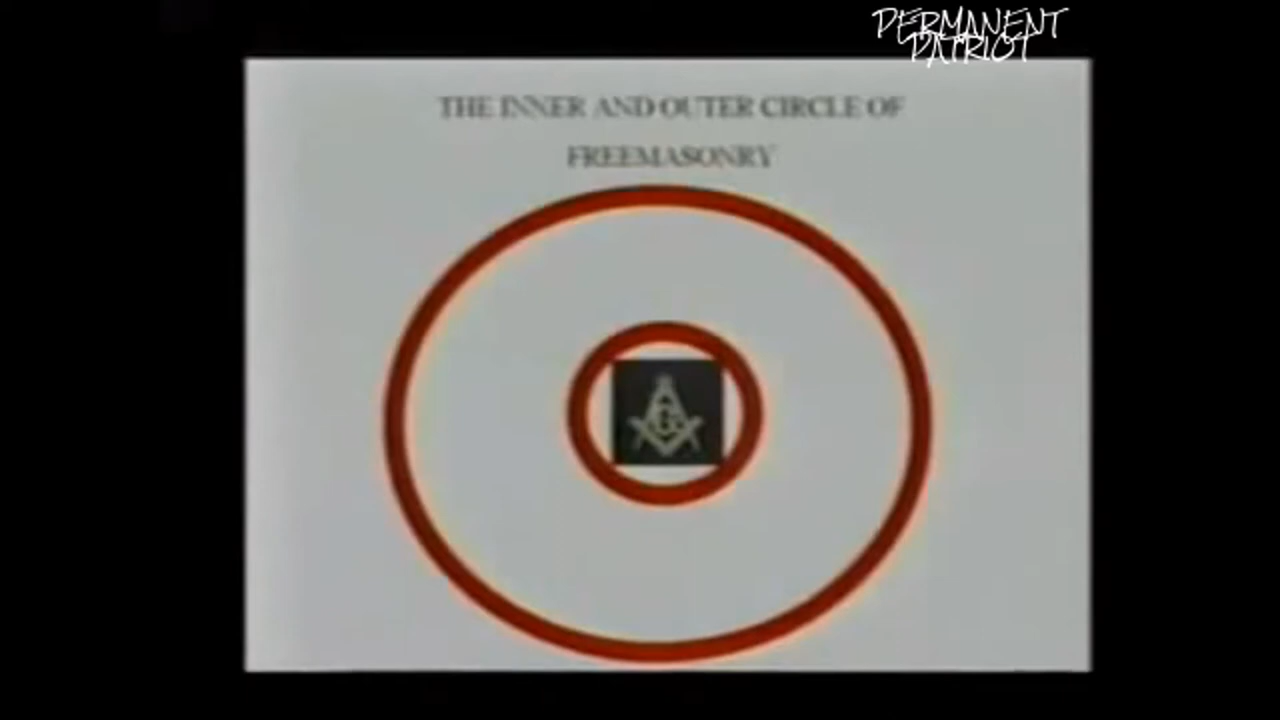 PERMANENT
PATRIOT
THE INNER AND OUTER CIRCLE OF
FREEMASONRY
G